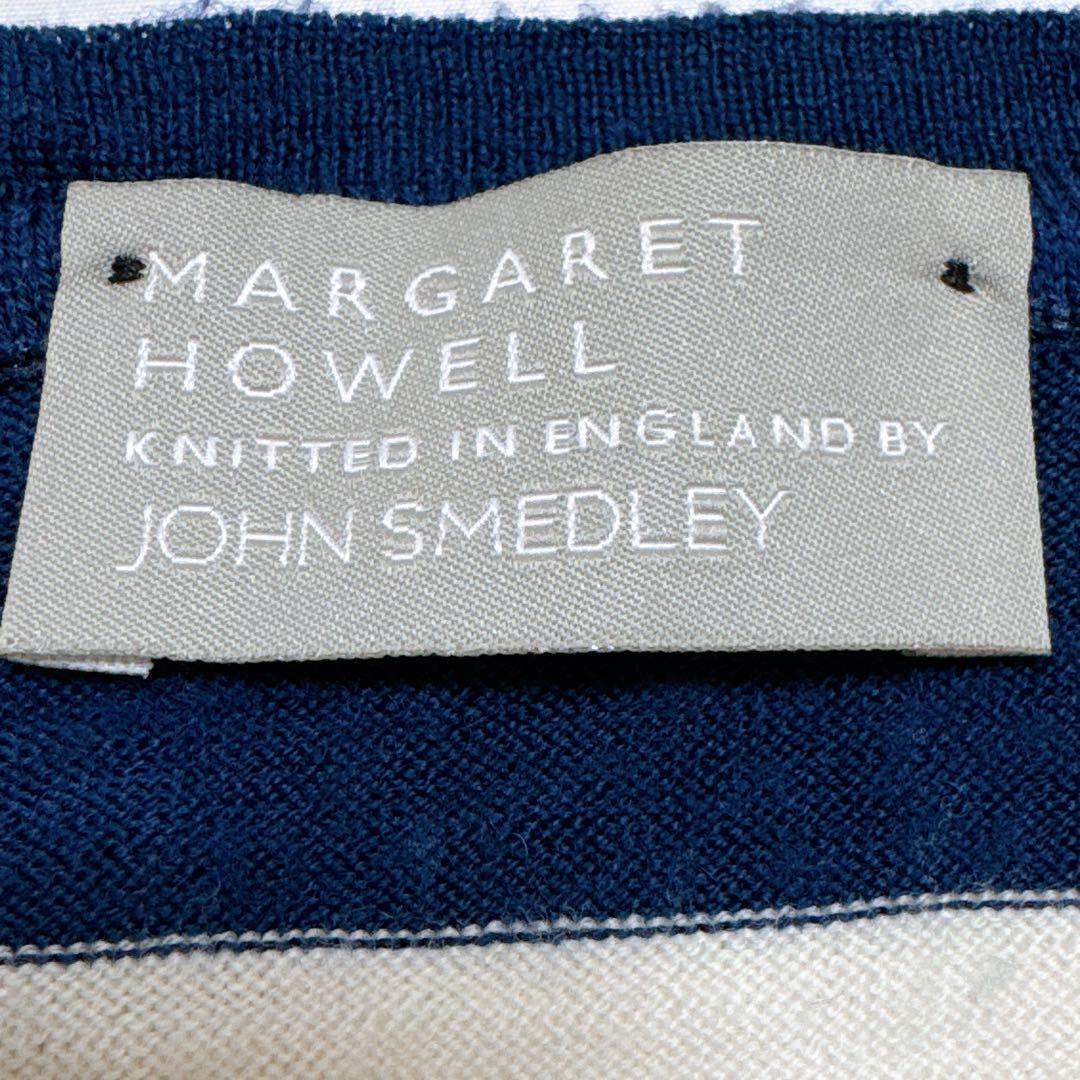 MARGARET
HOWELL
KNITTED IN ENGLAND BY
JOHN SMEDLEY